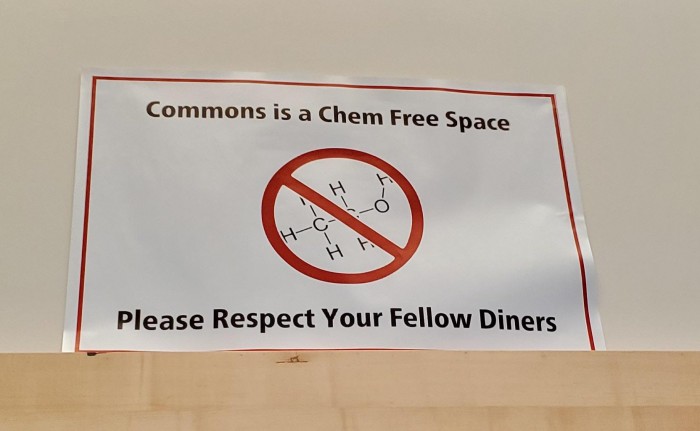 Commons is a Chem Free Space
H H
H C O
H H
Please Respect Your Fellow Diners